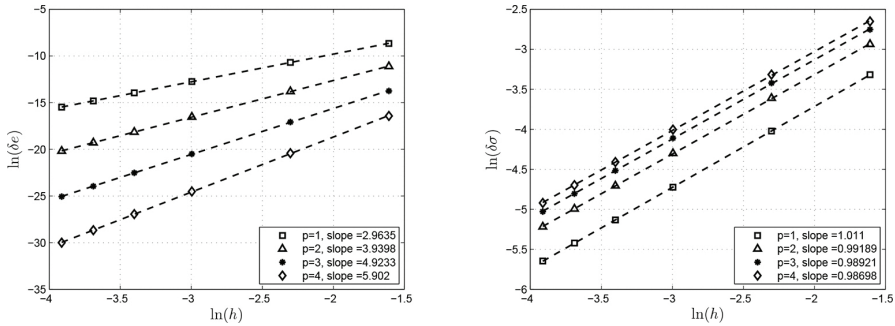 −5
−10
−15
−20
−25
−30
−35
ln(δe)
−4
−3.5
−3
−2.5
−2
−1.5
ln(h)
p=1, slope =2.9635
p=2, slope =3.9398
p=3, slope =4.9233
p=4, slope =5.902
−2.5
−3
−3.5
−4
−4.5
−5
−5.5
−6
ln(δσ)
−4
−3.5
−3
−2.5
−2
−1.5
ln(h)
p=1, slope =1.011
p=2, slope =0.99189
p=3, slope =0.98921
p=4, slope =0.98698